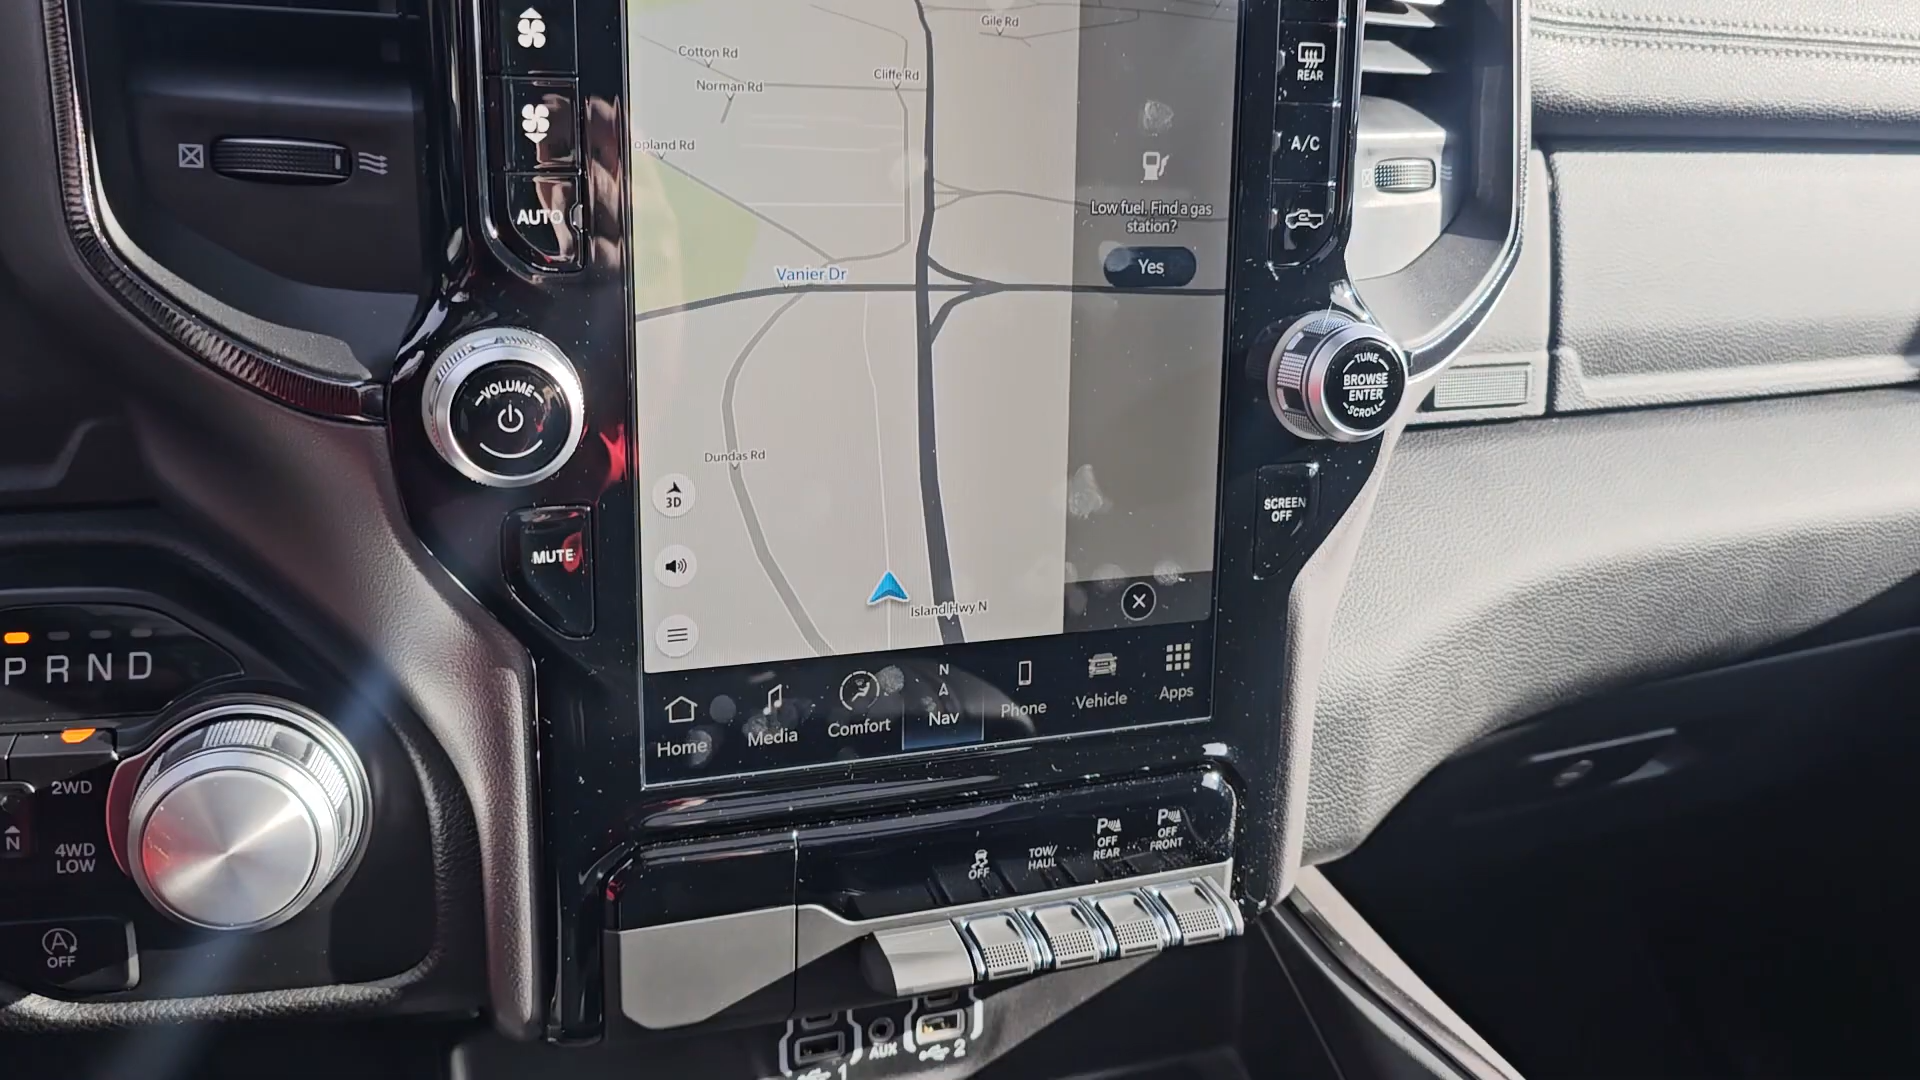 Gile Rd
Cotton Rd
Cliffe Rd
Norman Rd
opland Rd
Vanier Dr
Dundas Rd
Island Hwy N
3D
Low fuel. Find a gas
station?
Yes
Home
Media
Comfort
N
Nav
Phone
Vehicle
Apps
AUTO
VOLUME
MUTE
REAR
A/C
TUNE
BROWSE
ENTER
SCROLL
SCREEN
OFF
P R N D
2WD
N
4WD
LOW
A
OFF
OFF
TOW/
HAUL
P
OFF
REAR
P
OFF
FRONT
1
AUX
2